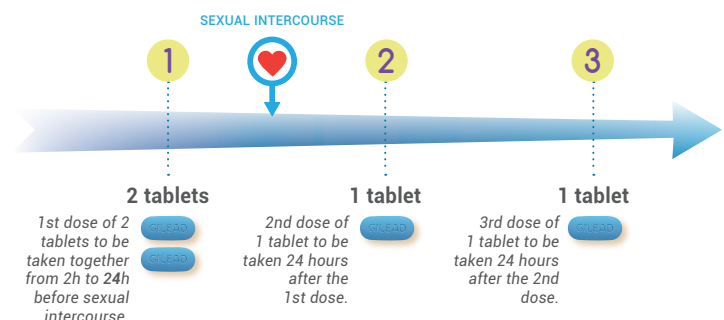 SEXUAL INTERCOURSE
1
2
3
2 tablets
1st dose of 2
tablets to be
taken together
from 2h to 24h
before sexual
intercourse.
GILEAD
GILEAD
1 tablet
2nd dose of
1 tablet to be
taken 24 hours
after the
1st dose.
GILEAD
1 tablet
3rd dose of
1 tablet to be
taken 24 hours
after the 2nd
dose.
GILEAD